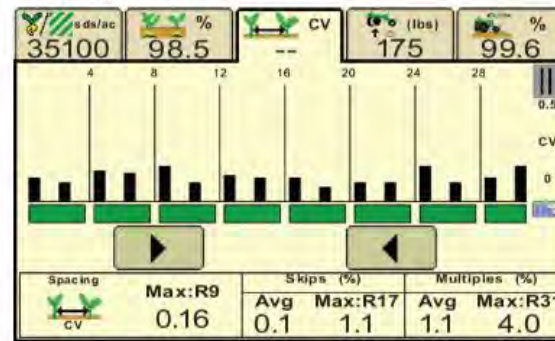 sds/ac
35100
%
98.5
CV
--
(lbs)
175
%
99.6
4 8 12 16 20 24 28
0.5
CV
0
Spacing
CV
Max:R9
0.16
Skips (%)
Avg Max:R17
0.1 1.1
Multiples (%)
Avg Max:R31
1.1 4.0